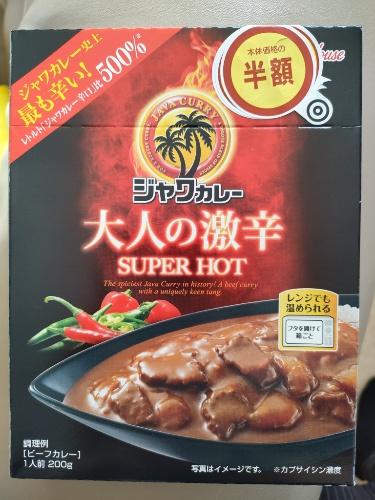 ジャワカレー史上
最も辛い!
レトルト「ジャワカレー辛口」比 500%※
本体価格の
半額
House
JAVA CURRY
ジャワカレー
大人の激辛
SUPER HOT
The spiciest Java Curry in history! A beef curry
with a uniquely keen tang.
レンジでも
温められる
フタを開けて
箱ごと
調理例
[ビーフカレー]
1人前 200g
写真はイメージです。 ※カプサイシン濃度